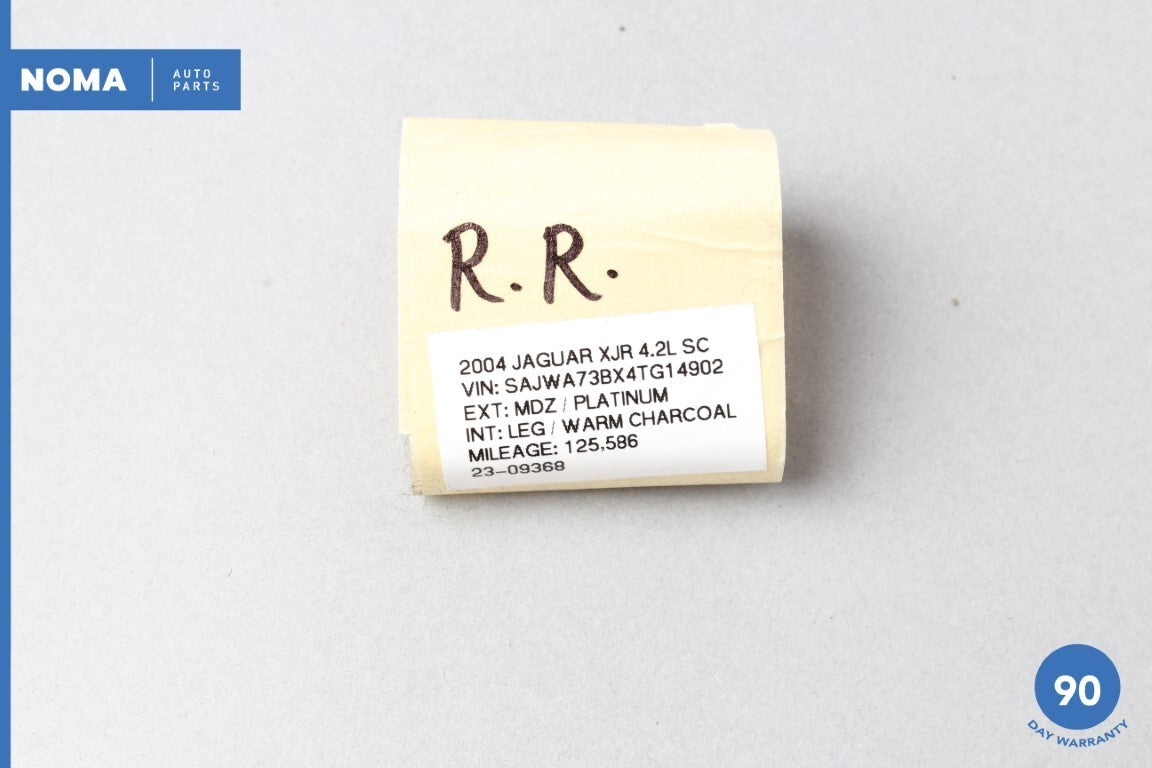 NOMA
AUTO
PARTS
R.R.
2004 JAGUAR XJR 4.2L SC
VIN: SAJWA73BX4TG14902
EXT: MDZ / PLATINUM
INT: LEG / WARM CHARCOAL
MILEAGE: 125,586
23-09368
90
DAY WARRANTY